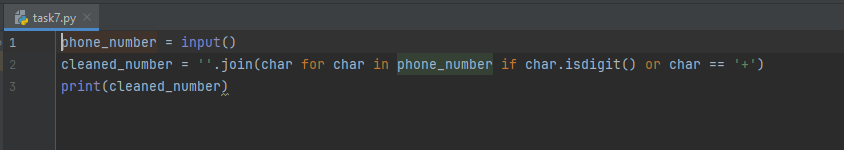 task7.py
1 phone_number = input()
2 cleaned_number = ''.join(char for char in phone_number if char.isdigit() or char == '+')
3 print(cleaned_number)